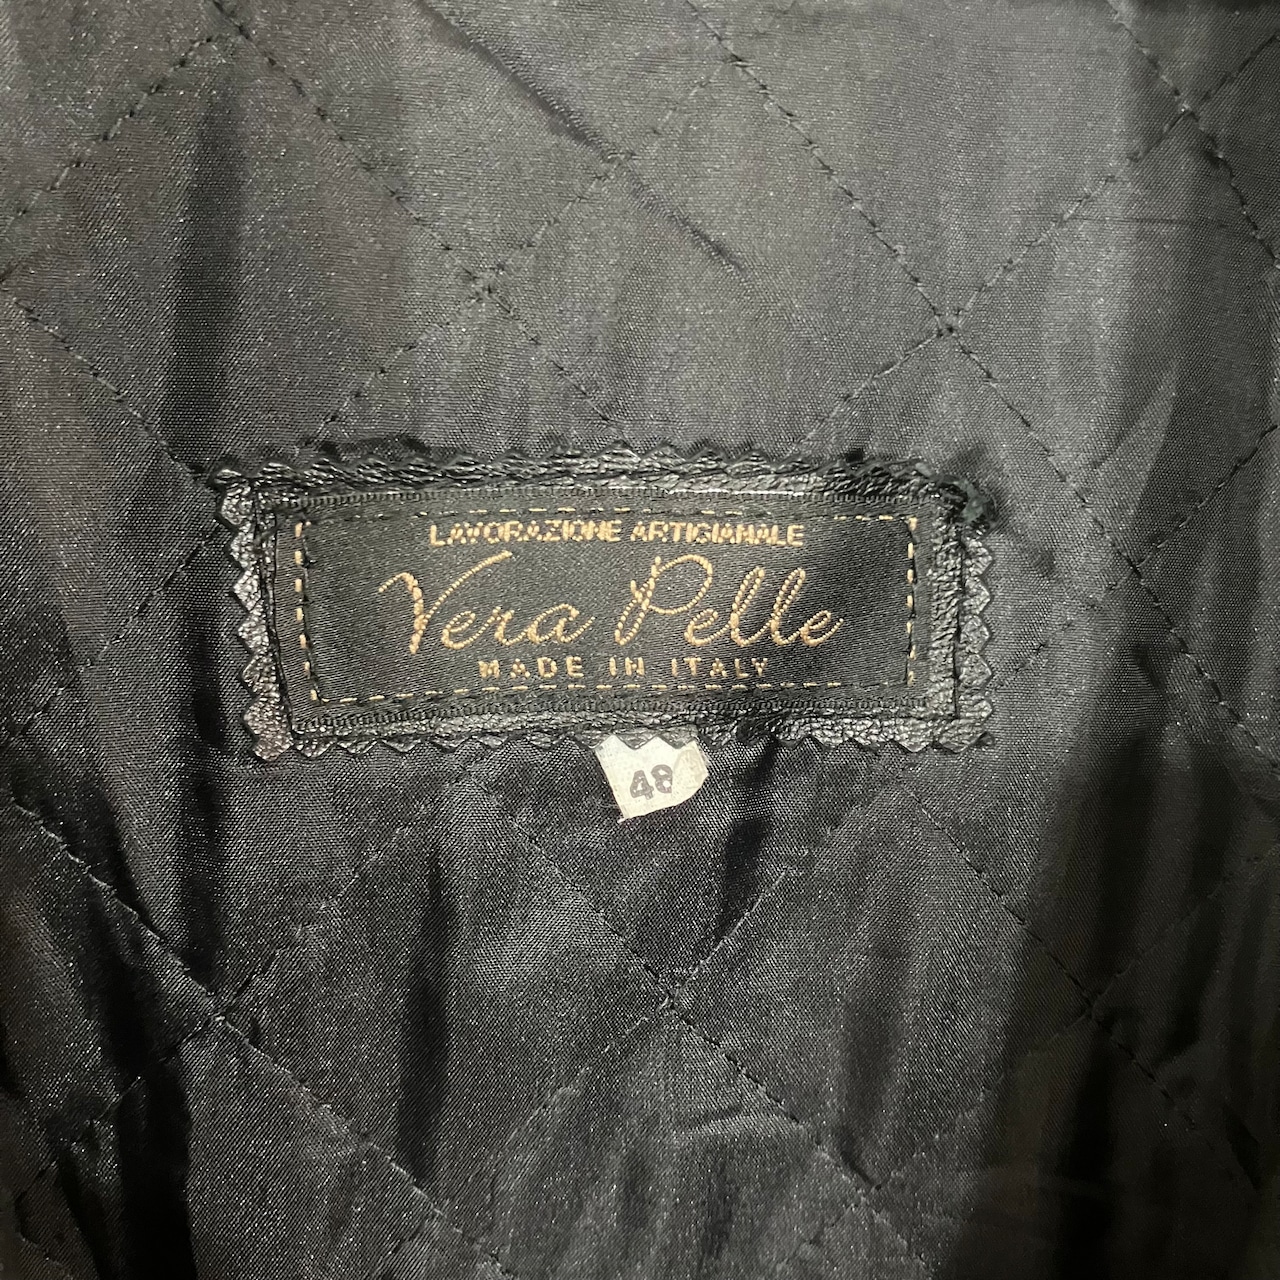 LAVORAZIONE ARTIGIANALE
Vera Pelle
MADE IN ITALY
48